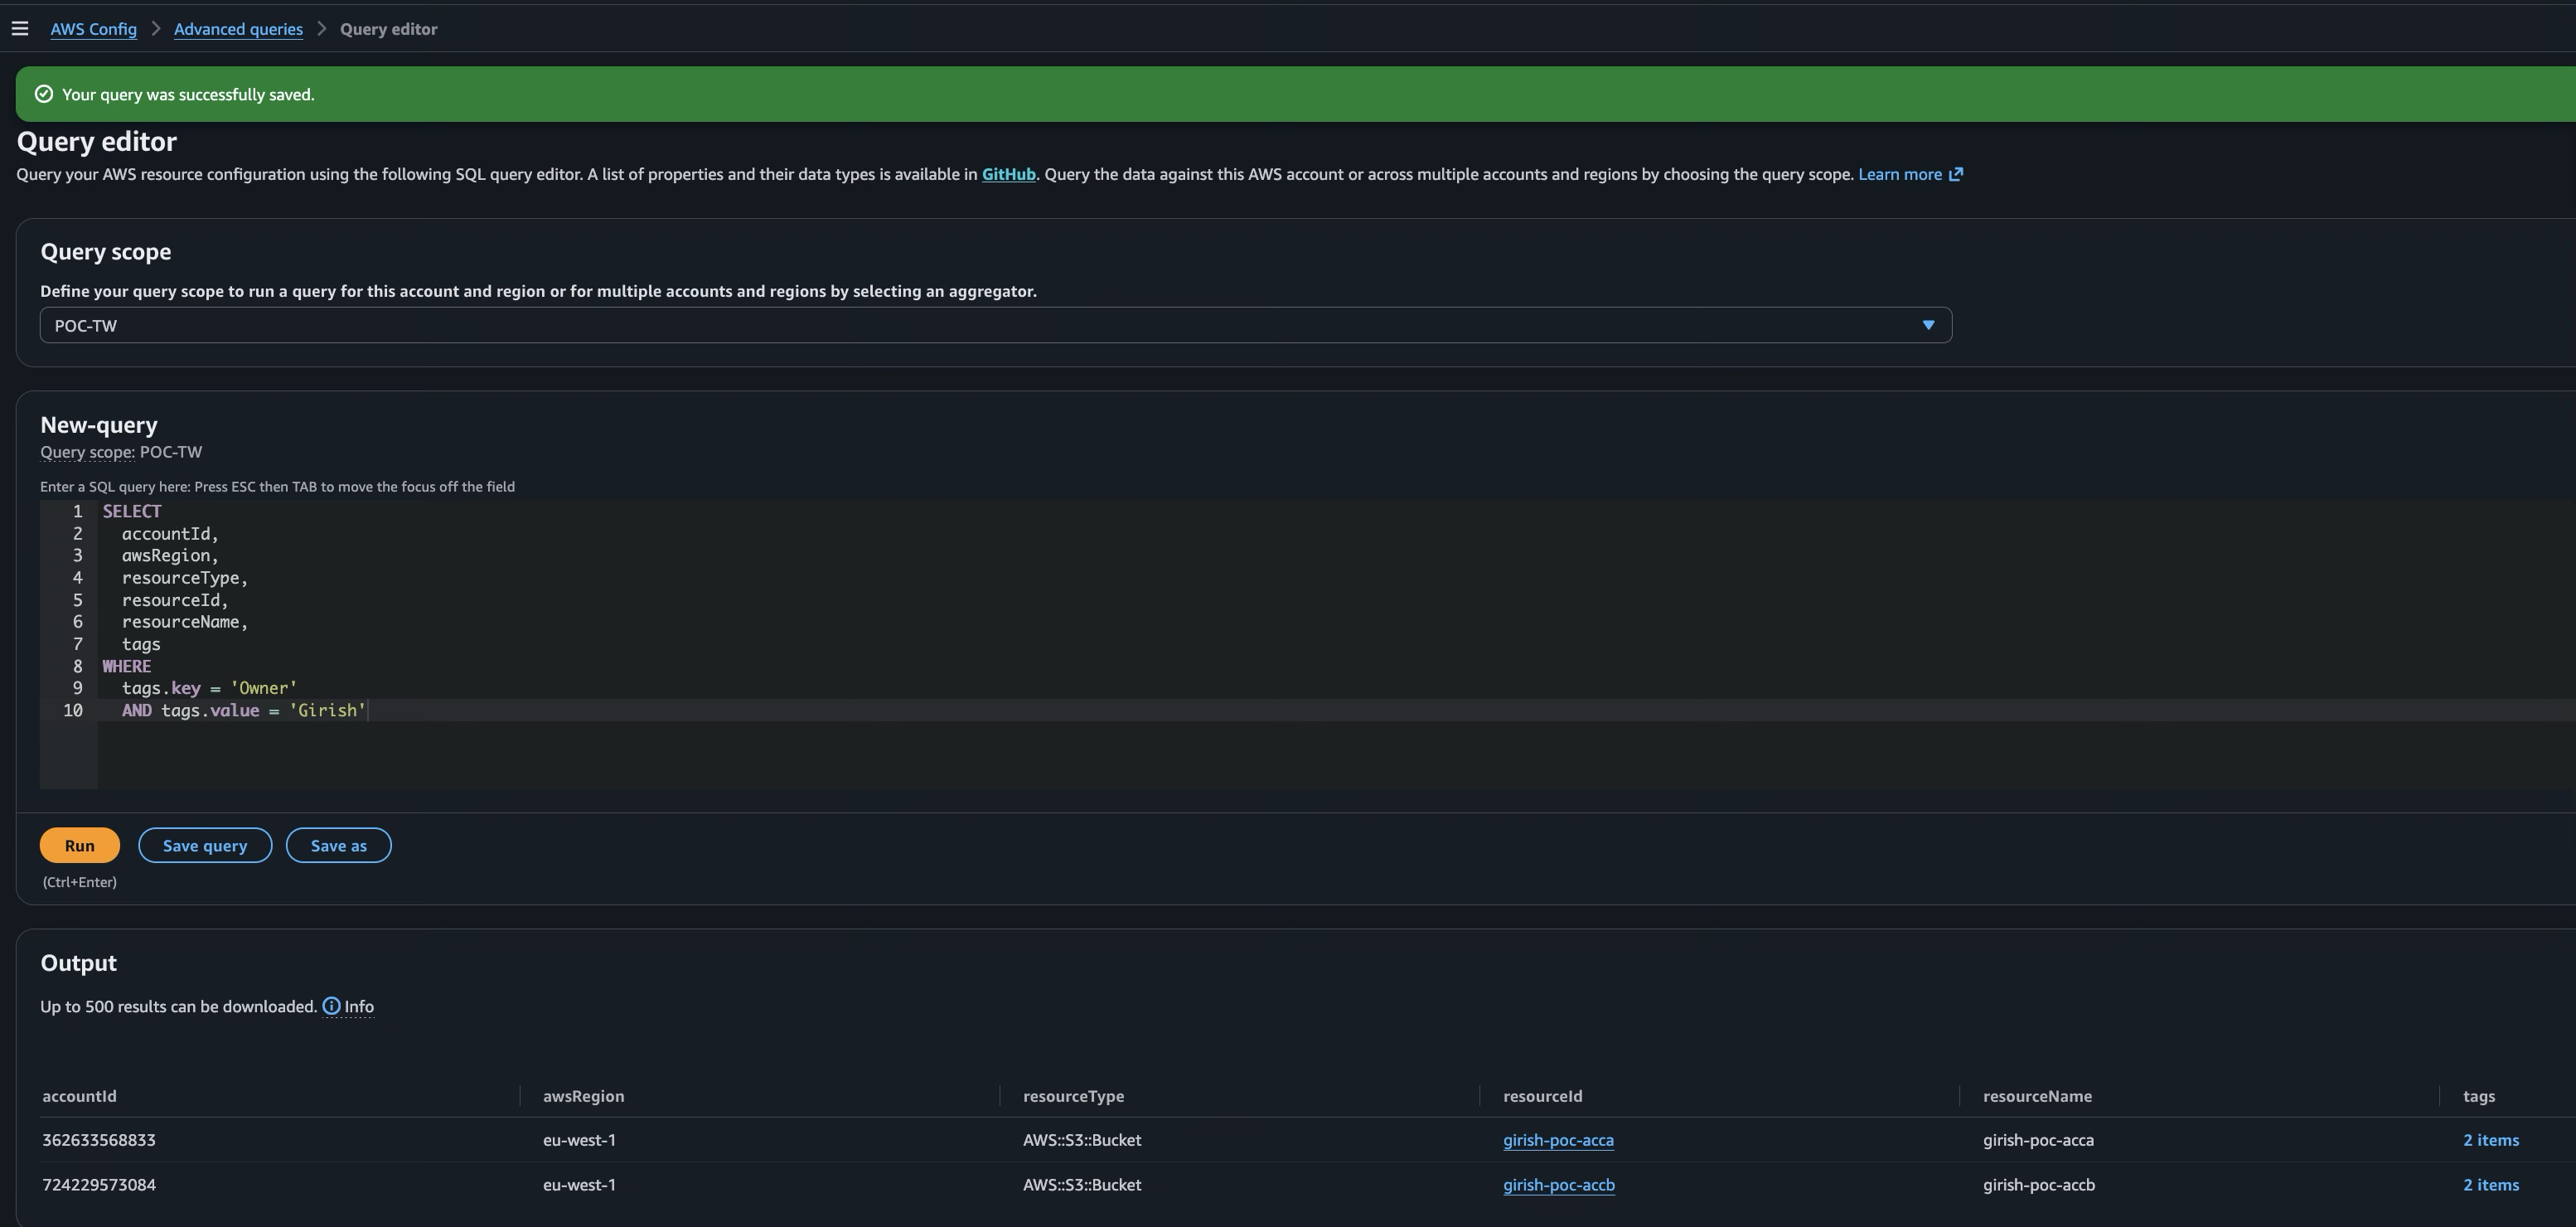 AWS Config > Advanced queries > Query editor
Your query was successfully saved.
Query editor
Query your AWS resource configuration using the following SQL query editor. A list of properties and their data types is available in GitHub. Query the data against this AWS account or across multiple accounts and regions by choosing the query scope. Learn more
Query scope
Define your query scope to run a query for this account and region or for multiple accounts and regions by selecting an aggregator.
POC-TW
New-query
Query scope: POC-TW
Enter a SQL query here: Press ESC then TAB to move the focus off the field
1 SELECT
2 accountId,
3 awsRegion,
4 resourceType,
5 resourceId,
6 resourceName,
7 tags
8 WHERE
9 tags.key = 'Owner'
10 AND tags.value = 'Girish'
Run Save query Save as
(Ctrl+Enter)
Output
Up to 500 results can be downloaded. Info
accountId awsRegion resourceType resourceId resourceName tags
362633568833 eu-west-1 AWS::S3::Bucket girish-poc-acca girish-poc-acca 2 items
724229573084 eu-west-1 AWS::S3::Bucket girish-poc-accb girish-poc-accb 2 items